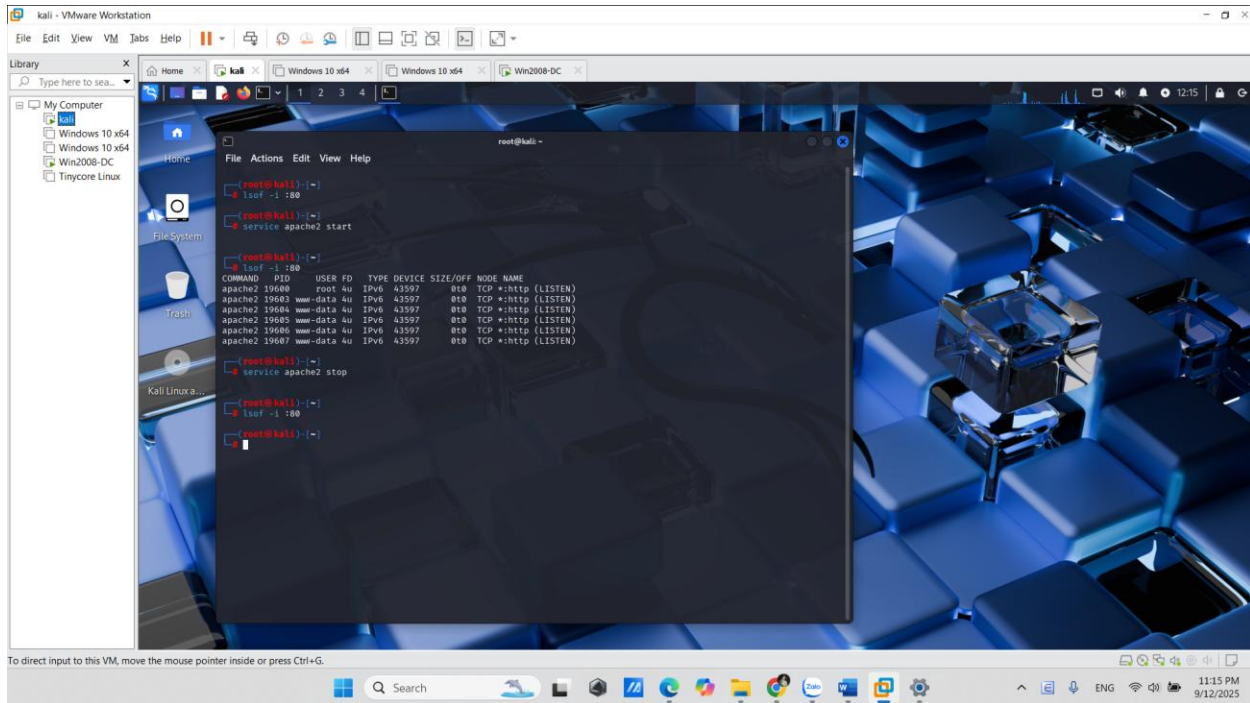 kali - VMware Workstation
File Edit View VM Tabs Help
Library X
Type here to sea...
My Computer
kali
Windows 10 x64
Windows 10 x64
Win2008-DC
Tinycore Linux
Home kali Windows 10 x64 Windows 10 x64 Win2008-DC
1 2 3 4 12:15
Home
File System
Trash
Kali Linux a...
root@kali: ~
File Actions Edit View Help
(root㉿kali)-[~]
# lsof -i :80
(root㉿kali)-[~]
# service apache2 start
(root㉿kali)-[~]
# lsof -i :80
COMMAND PID USER FD TYPE DEVICE SIZE/OFF NODE NAME
apache2 19600 root 4u IPv6 43597 0t0 TCP *:http (LISTEN)
apache2 19603 www-data 4u IPv6 43597 0t0 TCP *:http (LISTEN)
apache2 19604 www-data 4u IPv6 43597 0t0 TCP *:http (LISTEN)
apache2 19605 www-data 4u IPv6 43597 0t0 TCP *:http (LISTEN)
apache2 19606 www-data 4u IPv6 43597 0t0 TCP *:http (LISTEN)
apache2 19607 www-data 4u IPv6 43597 0t0 TCP *:http (LISTEN)
(root㉿kali)-[~]
# service apache2 stop
(root㉿kali)-[~]
# lsof -i :80
(root㉿kali)-[~]
#
To direct input to this VM, move the mouse pointer inside or press Ctrl+G.
Search
Zalo
ENG
11:15 PM
9/12/2025